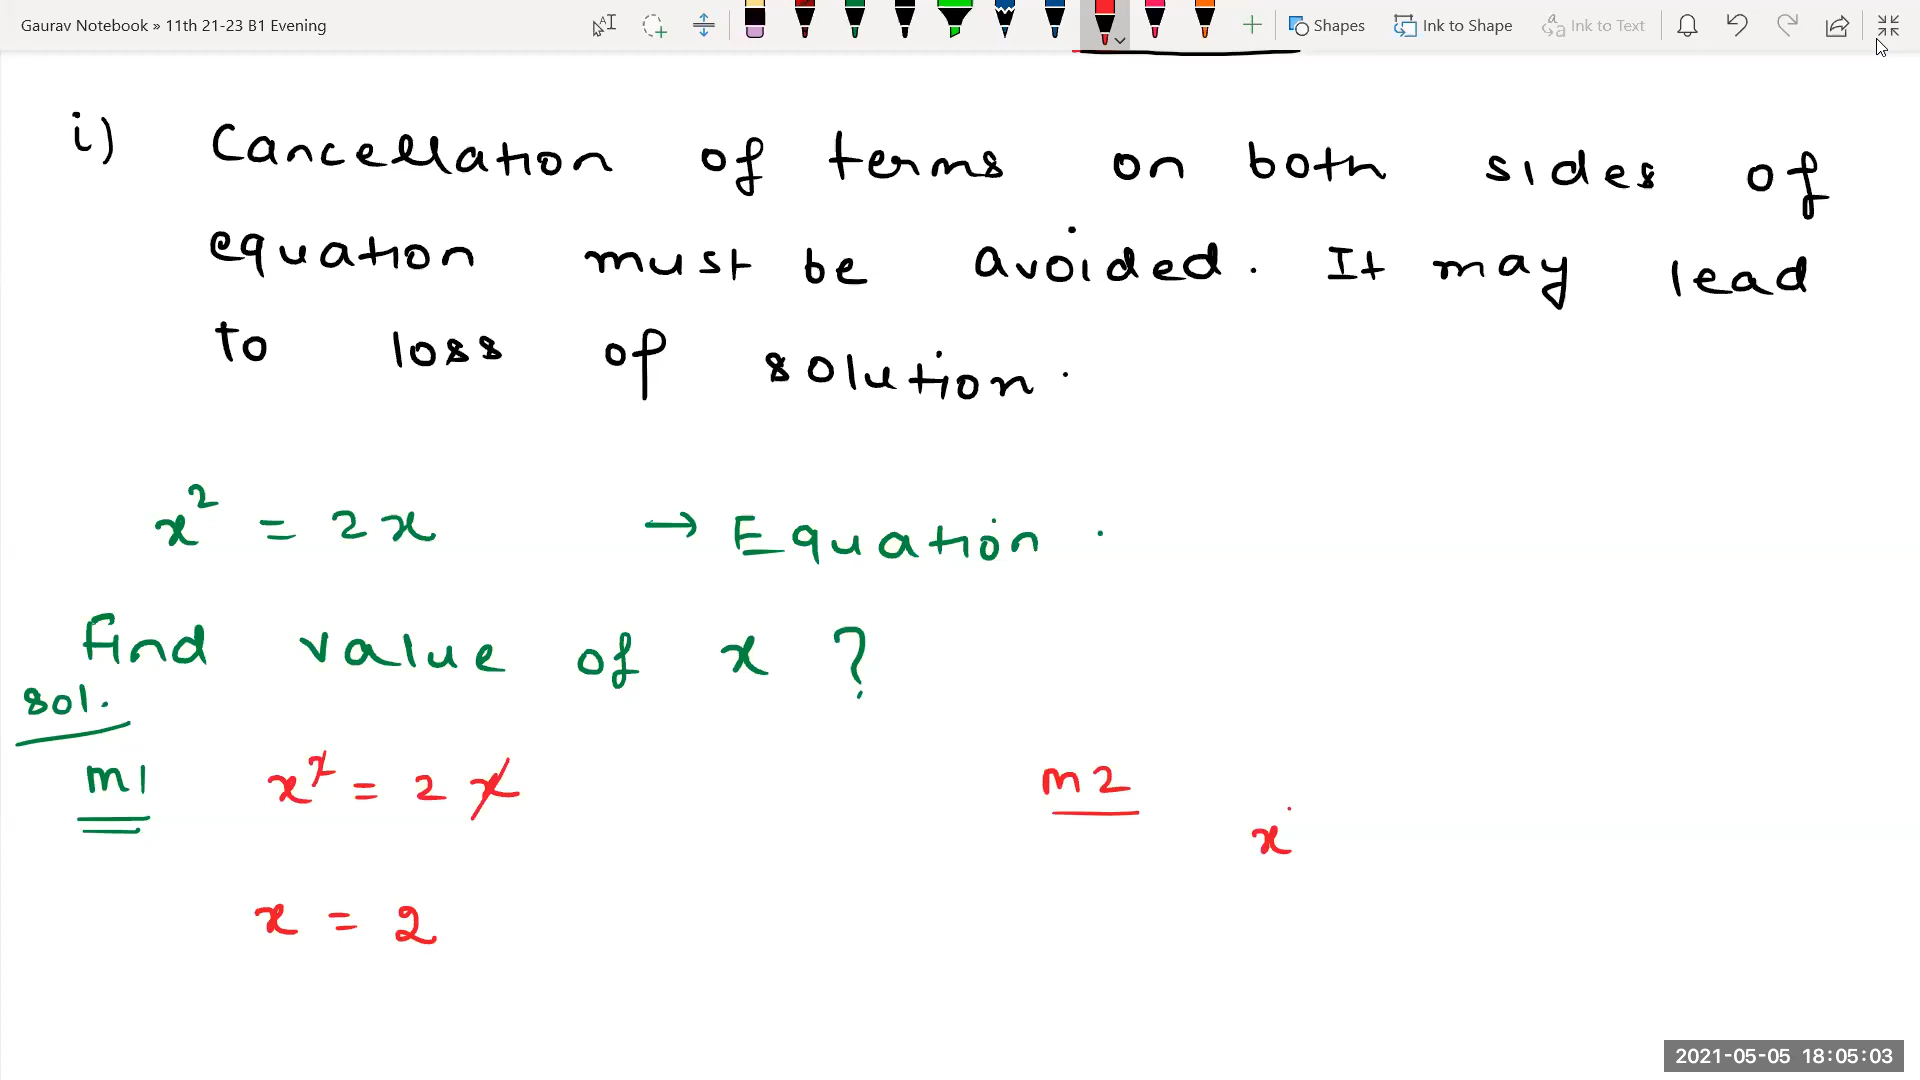 Gaurav Notebook » 11th 21-23 B1 Evening
Shapes
Ink to Shape
Ink to Text
i) Cancellation of terms on both sides of
equation must be avoided. It may lead
to loss of solution.
x² = 2x → Equation.
Find value of x ?
sol.
m1 x² = 2x
m2
x
x = 2
2021-05-05 18:05:03